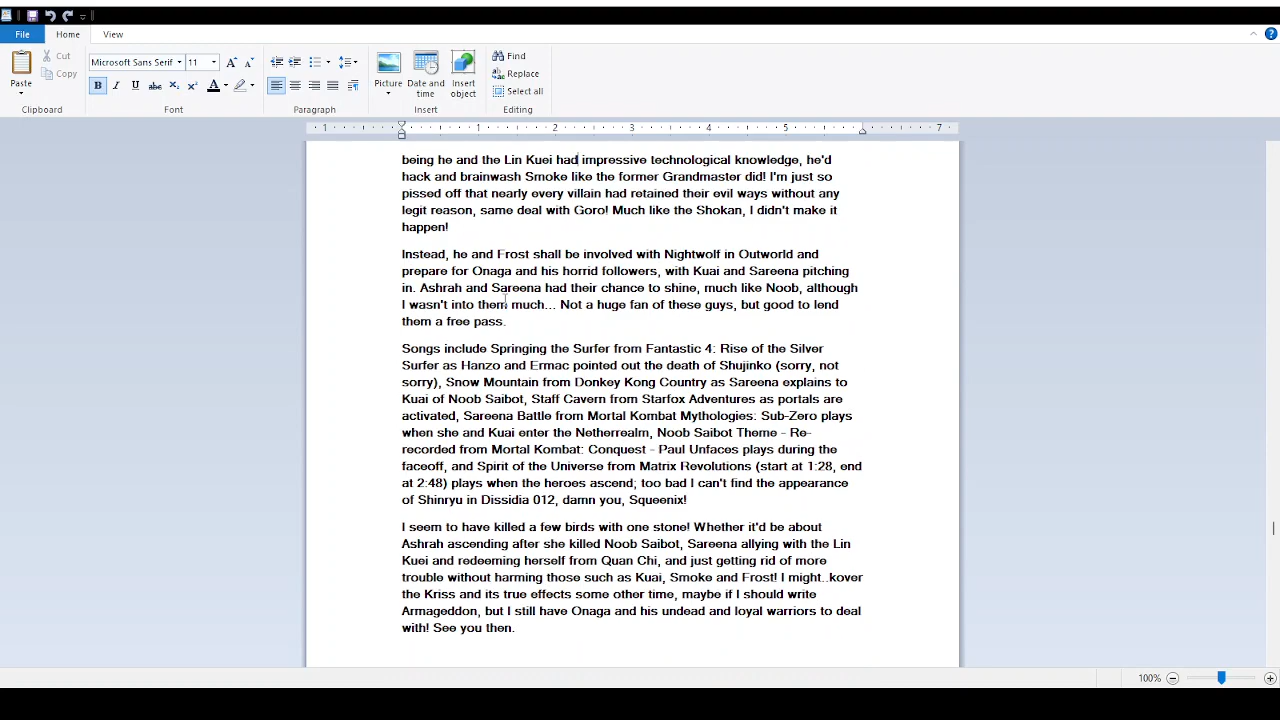 File
Home
View
Paste
Cut
Copy
Clipboard
Microsoft Sans Serif
11
Font
Paragraph
Picture
Date and time
Insert object
Insert
Find
Replace
Select all
Editing
1 1 2 3 4 5 7
being he and the Lin Kuei had impressive technological knowledge, he'd
hack and brainwash Smoke like the former Grandmaster did! I'm just so
pissed off that nearly every villain had retained their evil ways without any
legit reason, same deal with Goro! Much like the Shokan, I didn't make it
happen!
Instead, he and Frost shall be involved with Nightwolf in Outworld and
prepare for Onaga and his horrid followers, with Kuai and Sareena pitching
in. Ashrah and Sareena had their chance to shine, much like Noob, although
I wasn't into them much... Not a huge fan of these guys, but good to lend
them a free pass.
Songs include Springing the Surfer from Fantastic 4: Rise of the Silver
Surfer as Hanzo and Ermac pointed out the death of Shujinko (sorry, not
sorry), Snow Mountain from Donkey Kong Country as Sareena explains to
Kuai of Noob Saibot, Staff Cavern from Starfox Adventures as portals are
activated, Sareena Battle from Mortal Kombat Mythologies: Sub-Zero plays
when she and Kuai enter the Netherrealm, Noob Saibot Theme - Re-
recorded from Mortal Kombat: Conquest - Paul Unfaces plays during the
faceoff, and Spirit of the Universe from Matrix Revolutions (start at 1:28, end
at 2:48) plays when the heroes ascend; too bad I can't find the appearance
of Shinryu in Dissidia 012, damn you, Squeenix!
I seem to have killed a few birds with one stone! Whether it'd be about
Ashrah ascending after she killed Noob Saibot, Sareena allying with the Lin
Kuei and redeeming herself from Quan Chi, and just getting rid of more
trouble without harming those such as Kuai, Smoke and Frost! I might..kover
the Kriss and its true effects some other time, maybe if I should write
Armageddon, but I still have Onaga and his undead and loyal warriors to deal
with! See you then.
100%